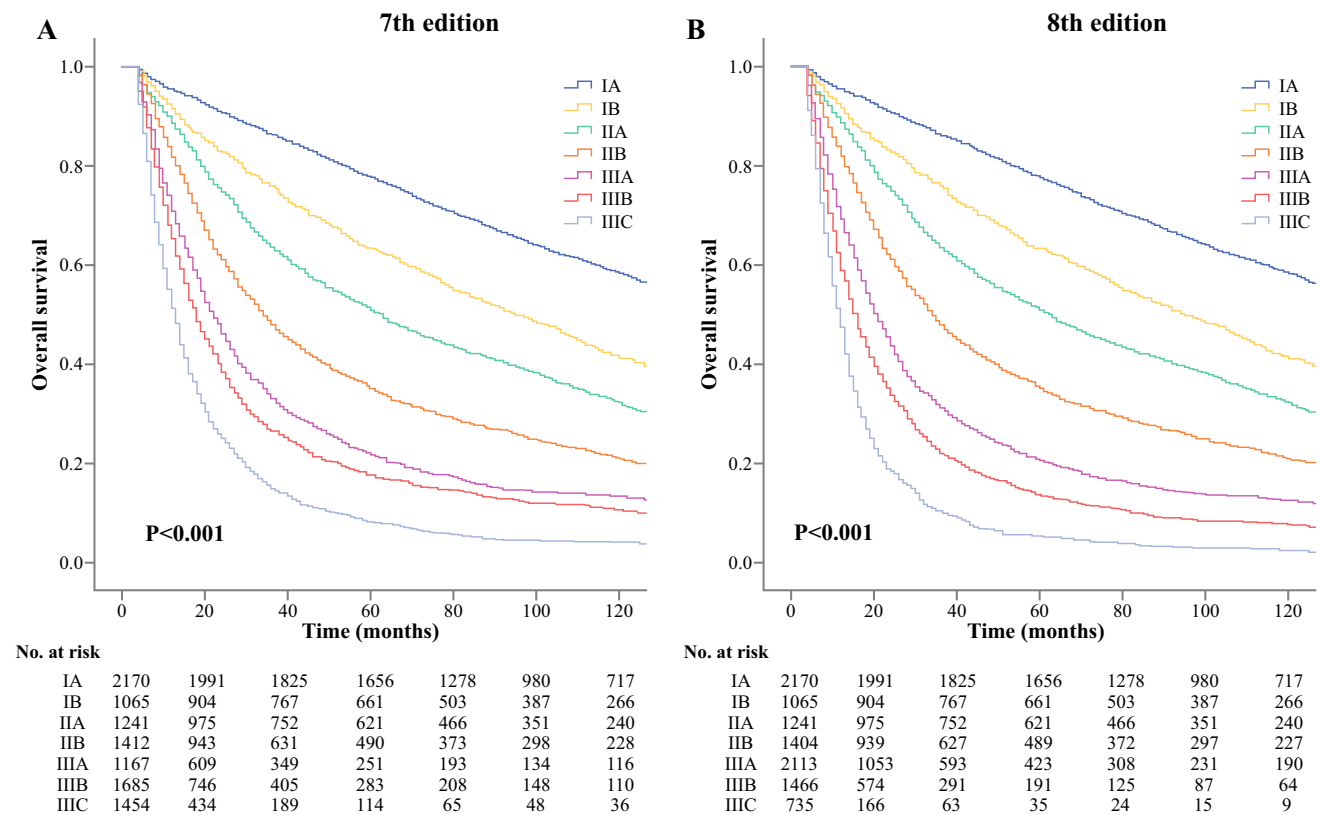 A
7th edition
1.0
0.8
0.6
0.4
0.2
0.0
Overall survival
IA
IB
IIA
IIB
IIIA
IIIB
IIIC
P<0.001
0 20 40 60 80 100 120
Time (months)
No. at risk
IA 2170 1991 1825 1656 1278 980 717
IB 1065 904 767 661 503 387 266
IIA 1241 975 752 621 466 351 240
IIB 1412 943 631 490 373 298 228
IIIA 1167 609 349 251 193 134 116
IIIB 1685 746 405 283 208 148 110
IIIC 1454 434 189 114 65 48 36
B
8th edition
1.0
0.8
0.6
0.4
0.2
0.0
Overall survival
IA
IB
IIA
IIB
IIIA
IIIB
IIIC
P<0.001
0 20 40 60 80 100 120
Time (months)
No. at risk
IA 2170 1991 1825 1656 1278 980 717
IB 1065 904 767 661 503 387 266
IIA 1241 975 752 621 466 351 240
IIB 1404 939 627 489 372 297 227
IIIA 2113 1053 593 423 308 231 190
IIIB 1466 574 291 191 125 87 64
IIIC 735 166 63 35 24 15 9